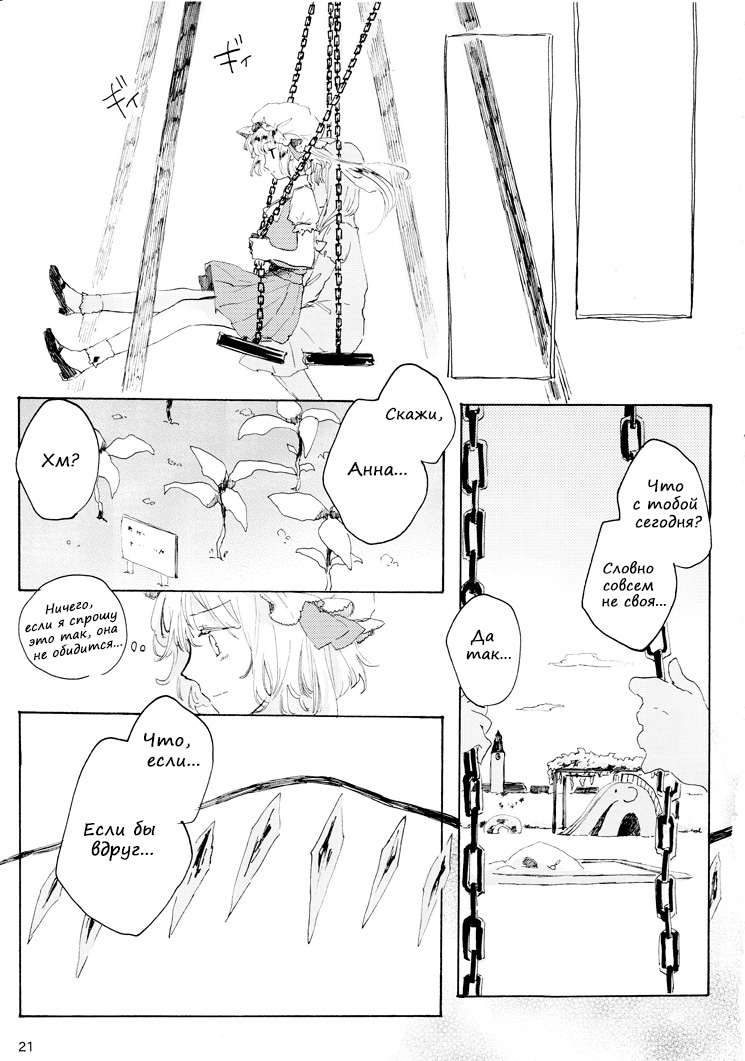 ギィ
ギィ
Что
с тобой
сегодня?
Словно
совсем
не своя...
Да
так...
Скажи,
Анна...
Хм?
Ничего,
если я спрошу
это так, она
не обидится...
Что,
если...
Если бы
вдруг...
21